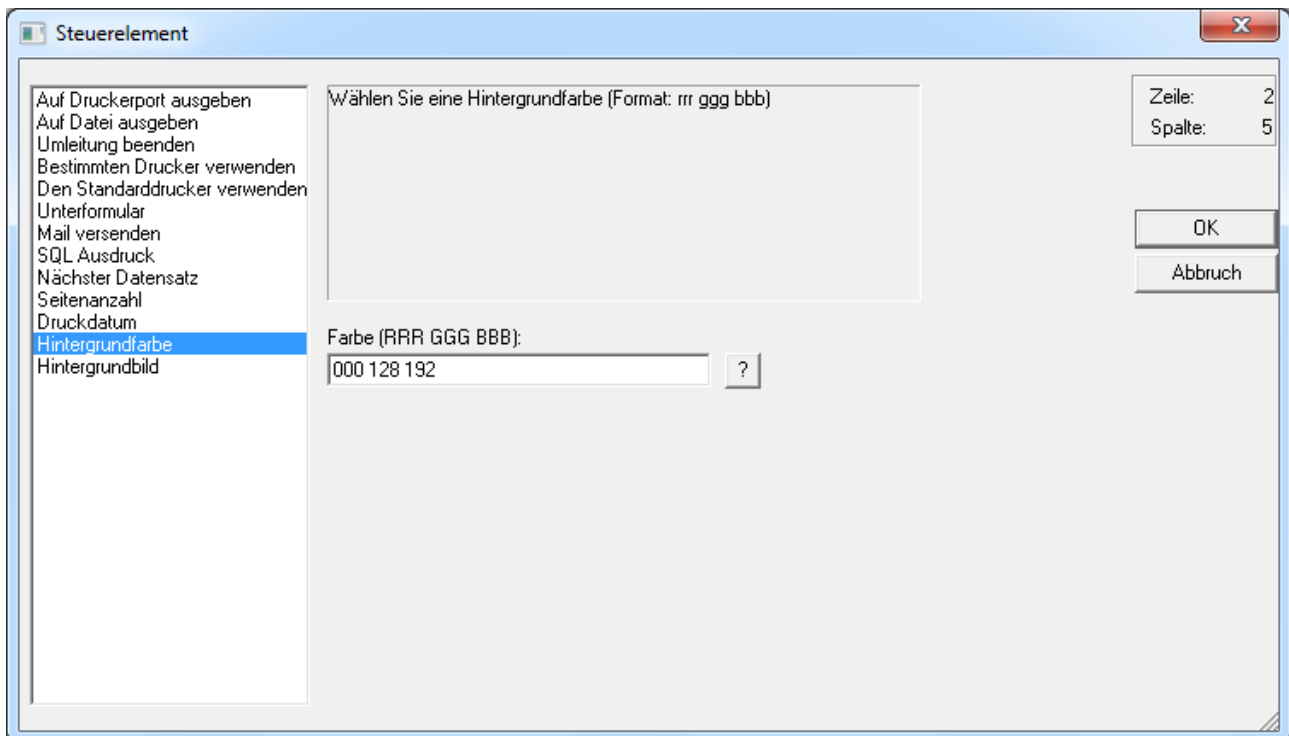 Steuerelement
Auf Druckerport ausgeben
Auf Datei ausgeben
Umleitung beenden
Bestimmten Drucker verwenden
Den Standarddrucker verwenden
Unterformular
Mail versenden
SQL Ausdruck
Nächster Datensatz
Seitenanzahl
Druckdatum
Hintergrundfarbe
Hintergrundbild
Wählen Sie eine Hintergrundfarbe (Format: rrr ggg bbb)
Farbe (RRR GGG BBB):
000 128 192
?
Zeile: 2
Spalte: 5
OK
Abbruch